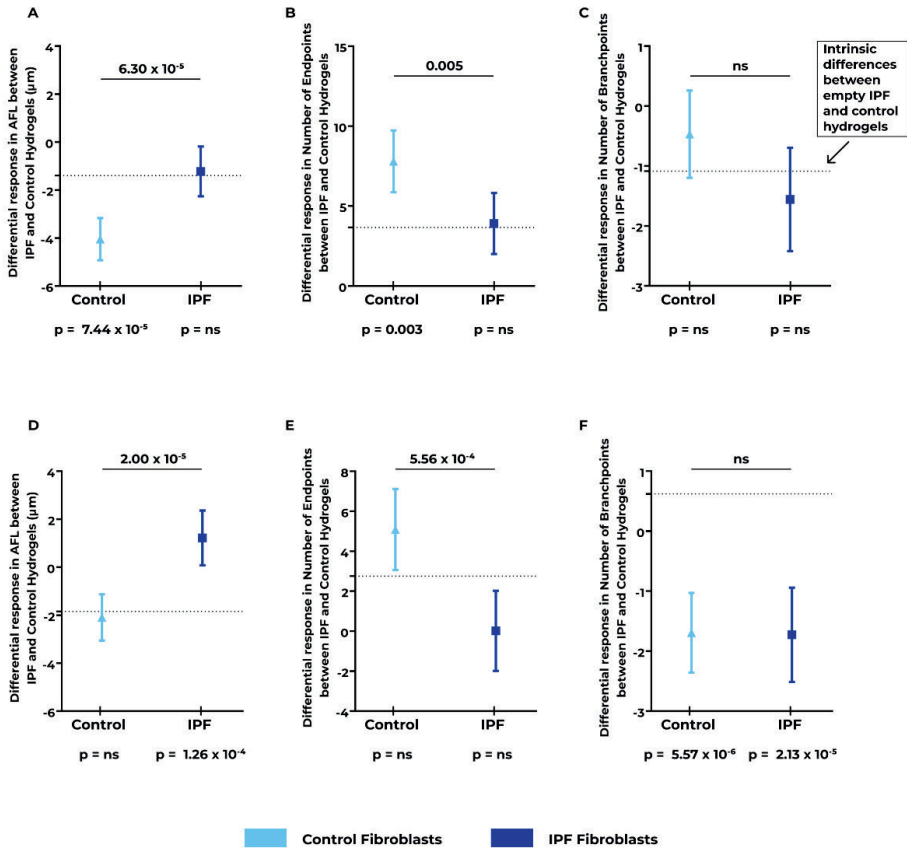 A
Differential response in AFL between
IPF and Control Hydrogels (µm)
4
2
0
-2
-4
-6
6.30 x 10⁻⁵
Control IPF
p = 7.44 x 10⁻⁵ p = ns
B
Differential response in Number of Endpoints
between IPF and Control Hydrogels
15
10
5
0
0.005
Control IPF
p = 0.003 p = ns
C
Differential response in Number of Branchpoints
between IPF and Control Hydrogels
1
0
-1
-2
-3
ns
Control IPF
p = ns p = ns
Intrinsic
differences
between
empty IPF
and control
hydrogels
D
Differential response in AFL between
IPF and Control Hydrogels (µm)
4
2
0
-2
-4
-6
2.00 x 10⁻⁵
Control IPF
p = ns p = 1.26 x 10⁻⁴
E
Differential response in Number of Endpoints
between IPF and Control Hydrogels
8
6
4
2
0
-2
-4
5.56 x 10⁻⁴
Control IPF
p = ns p = ns
F
Differential response in Number of Branchpoints
between IPF and Control Hydrogels
1
0
-1
-2
-3
ns
Control IPF
p = 5.57 x 10⁻⁶ p = 2.13 x 10⁻⁵
Control Fibroblasts IPF Fibroblasts